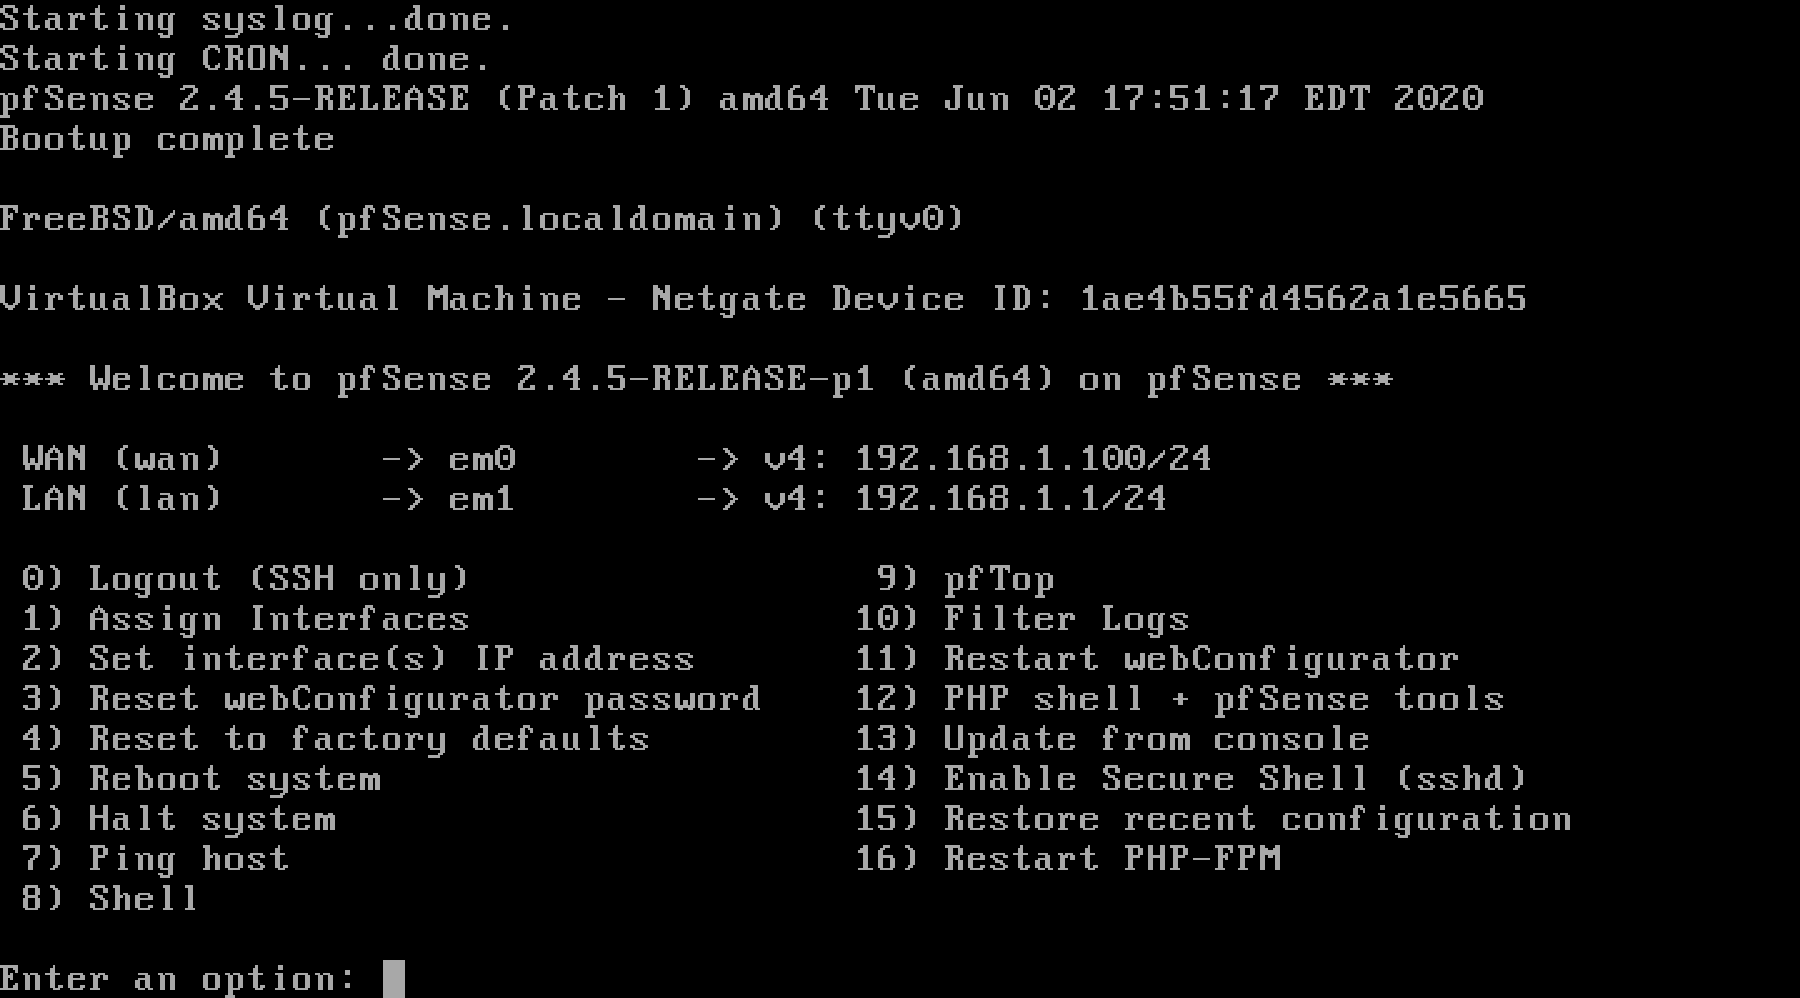 Starting syslog...done.
Starting CRON... done.
pfSense 2.4.5-RELEASE (Patch 1) amd64 Tue Jun 02 17:51:17 EDT 2020
Bootup complete

FreeBSD/amd64 (pfSense.localdomain) (ttyv0)

VirtualBox Virtual Machine - Netgate Device ID: 1ae4b55fd4562a1e5665

*** Welcome to pfSense 2.4.5-RELEASE-p1 (amd64) on pfSense ***

 WAN (wan)       -> em0        -> v4: 192.168.1.100/24
 LAN (lan)       -> em1        -> v4: 192.168.1.1/24

 0) Logout (SSH only)                  9) pfTop
 1) Assign Interfaces                 10) Filter Logs
 2) Set interface(s) IP address       11) Restart webConfigurator
 3) Reset webConfigurator password    12) PHP shell + pfSense tools
 4) Reset to factory defaults         13) Update from console
 5) Reboot system                     14) Enable Secure Shell (sshd)
 6) Halt system                       15) Restore recent configuration
 7) Ping host                         16) Restart PHP-FPM
 8) Shell

Enter an option: